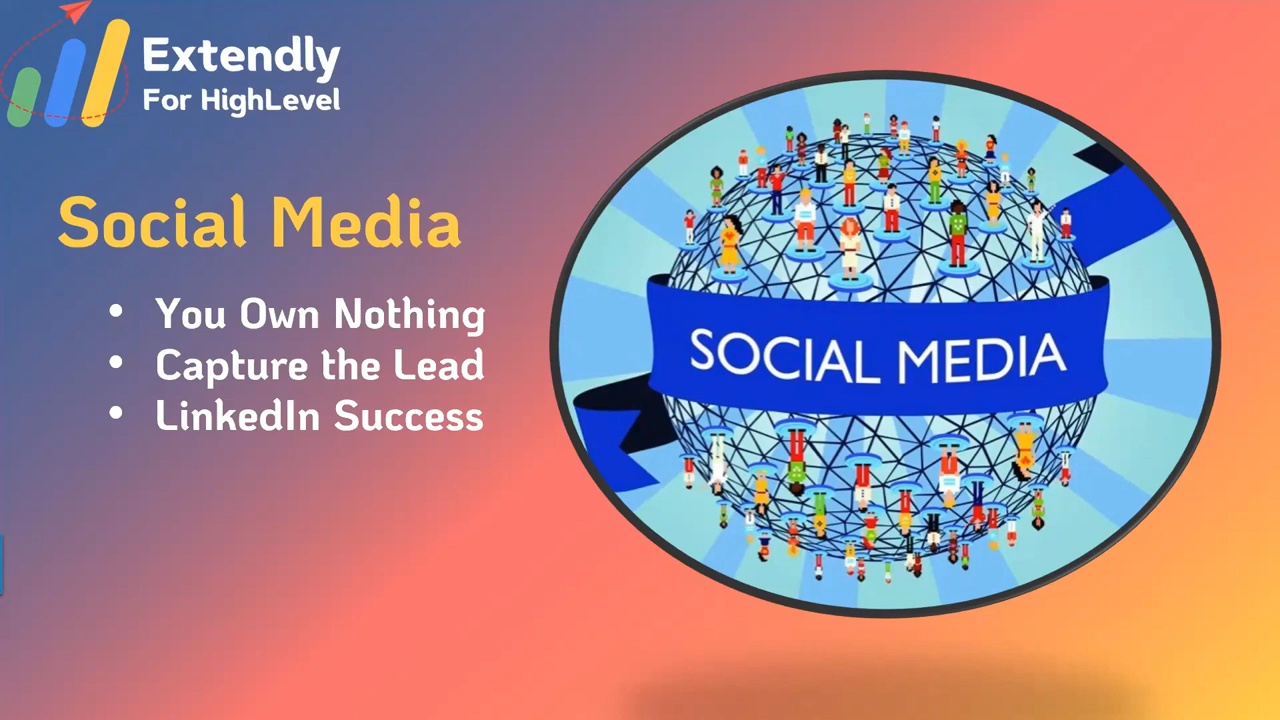 Extendly
For HighLevel
Social Media
• You Own Nothing
• Capture the Lead
• LinkedIn Success
SOCIAL MEDIA